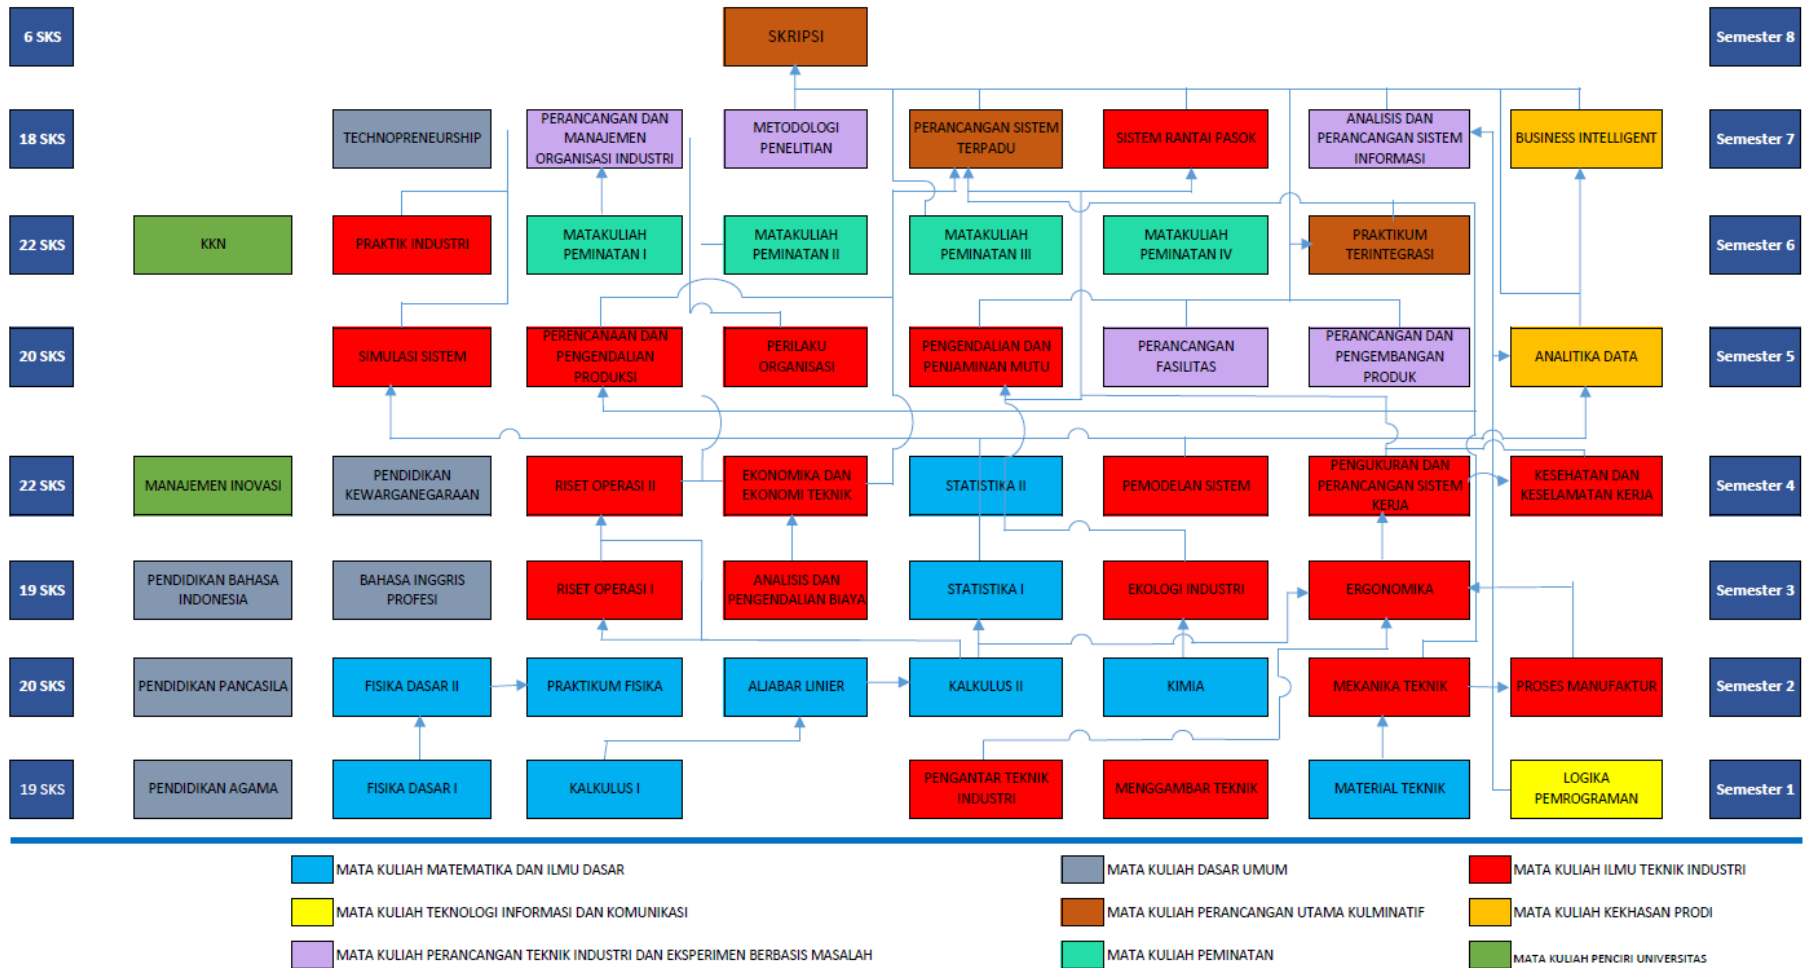 6 SKS
SKRIPSI
Semester 8
18 SKS
TECHNOPRENEURSHIP
PERANCANGAN DAN
MANAJEMEN
ORGANISASI INDUSTRI
METODOLOGI
PENELITIAN
PERANCANGAN SISTEM
TERPADU
SISTEM RANTAI PASOK
ANALISIS DAN
PERANCANGAN SISTEM
INFORMASI
BUSINESS INTELLIGENT
Semester 7
22 SKS
KKN
PRAKTIK INDUSTRI
MATAKULIAH
PEMINATAN I
MATAKULIAH
PEMINATAN II
MATAKULIAH
PEMINATAN III
MATAKULIAH
PEMINATAN IV
PRAKTIKUM
TERINTEGRASI
Semester 6
20 SKS
SIMULASI SISTEM
PERENCANAAN DAN
PENGENDALIAN
PRODUKSI
PERILAKU
ORGANISASI
PENGENDALIAN DAN
PENJAMINAN MUTU
PERANCANGAN
FASILITAS
PERANCANGAN DAN
PENGEMBANGAN
PRODUK
ANALITIKA DATA
Semester 5
22 SKS
MANAJEMEN INOVASI
PENDIDIKAN
KEWARGANEGARAAN
RISET OPERASI II
EKONOMIKA DAN
EKONOMI TEKNIK
STATISTIKA II
PEMODELAN SISTEM
PENGUKURAN DAN
PERANCANGAN SISTEM
KERJA
KESEHATAN DAN
KESELAMATAN KERJA
Semester 4
19 SKS
PENDIDIKAN BAHASA
INDONESIA
BAHASA INGGRIS
PROFESI
RISET OPERASI I
ANALISIS DAN
PENGENDALIAN BIAYA
STATISTIKA I
EKOLOGI INDUSTRI
ERGONOMIKA
Semester 3
20 SKS
PENDIDIKAN PANCASILA
FISIKA DASAR II
PRAKTIKUM FISIKA
ALJABAR LINIER
KALKULUS II
KIMIA
MEKANIKA TEKNIK
PROSES MANUFAKTUR
Semester 2
19 SKS
PENDIDIKAN AGAMA
FISIKA DASAR I
KALKULUS I
PENGANTAR TEKNIK
INDUSTRI
MENGGAMBAR TEKNIK
MATERIAL TEKNIK
LOGIKA
PEMROGRAMAN
Semester 1
MATA KULIAH MATEMATIKA DAN ILMU DASAR
MATA KULIAH DASAR UMUM
MATA KULIAH ILMU TEKNIK INDUSTRI
MATA KULIAH TEKNOLOGI INFORMASI DAN KOMUNIKASI
MATA KULIAH PERANCANGAN UTAMA KULMINATIF
MATA KULIAH KEKHASAN PRODI
MATA KULIAH PERANCANGAN TEKNIK INDUSTRI DAN EKSPERIMEN BERBASIS MASALAH
MATA KULIAH PEMINATAN
MATA KULIAH PENCIRI UNIVERSITAS